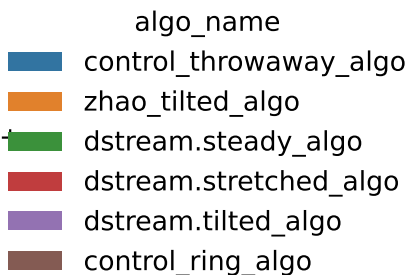 algo_name
control_throwaway_algo
zhao_tilted_algo
dstream.steady_algo
dstream.stretched_algo
dstream.tilted_algo
control_ring_algo